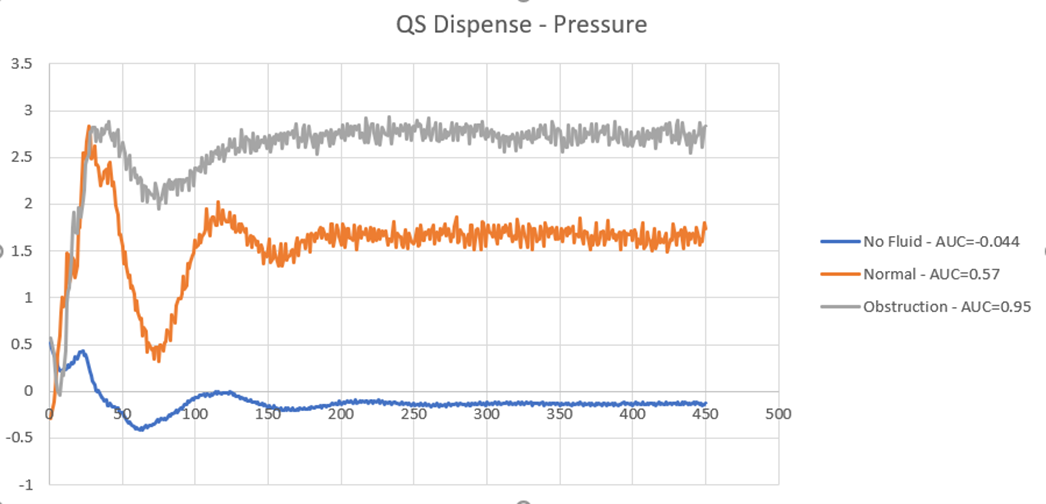 QS Dispense - Pressure
3.5
3
2.5
2
1.5
1
0.5
0
-0.5
-1
0 50 100 150 200 250 300 350 400 450 500
No Fluid - AUC=-0.044
Normal - AUC=0.57
Obstruction - AUC=0.95